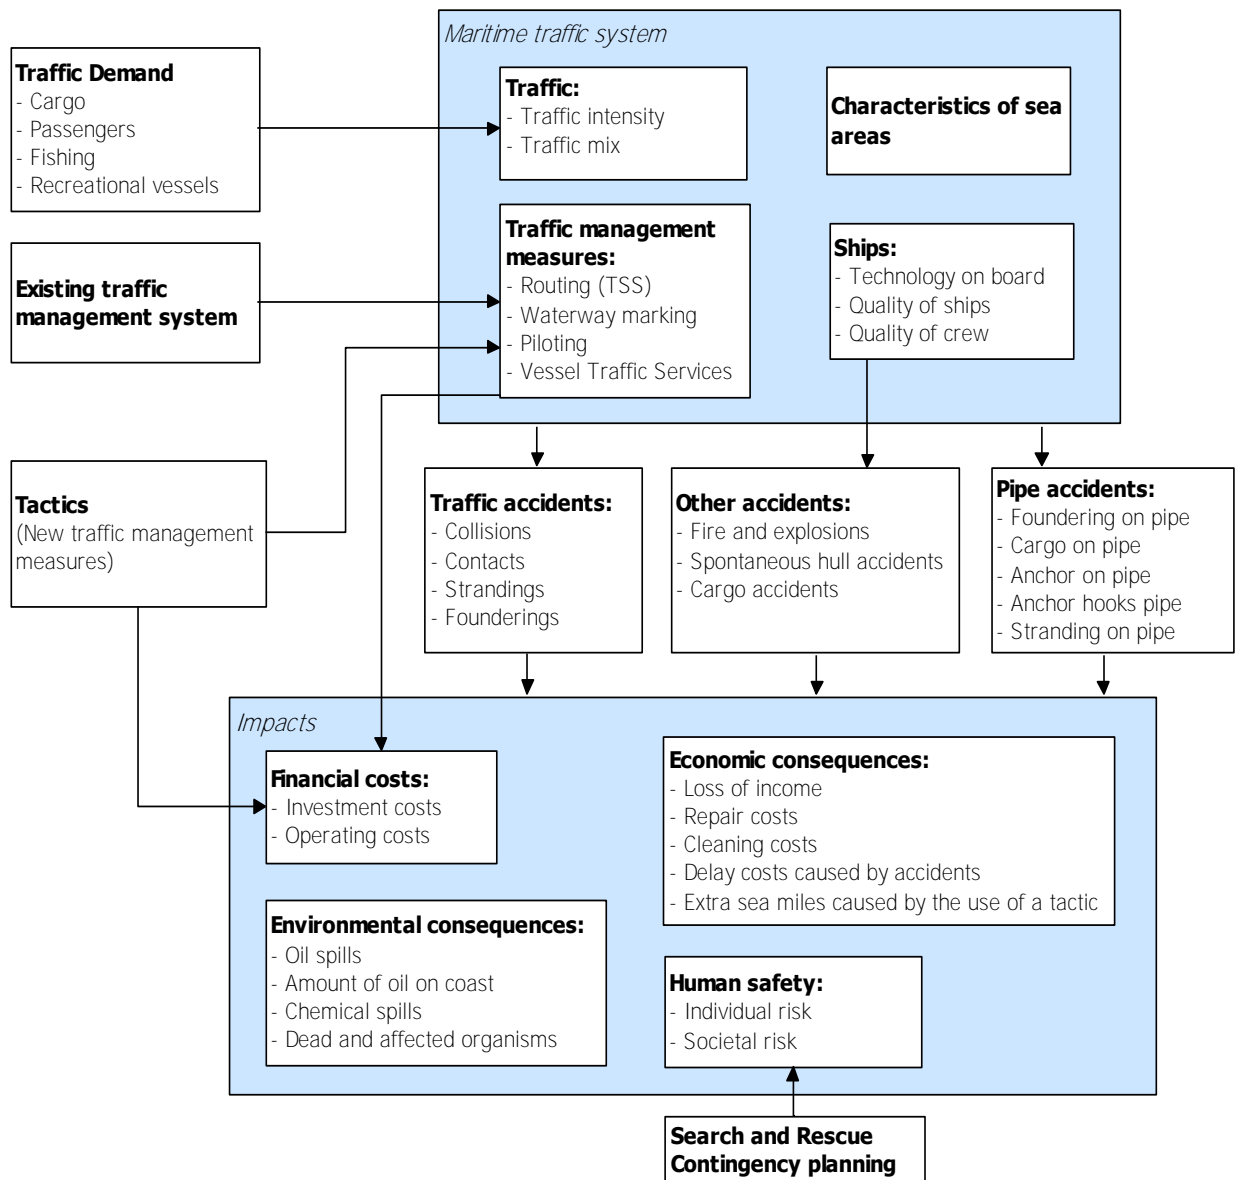 Maritime traffic system
Traffic Demand
- Cargo
- Passengers
- Fishing
- Recreational vessels
Traffic:
- Traffic intensity
- Traffic mix
Characteristics of sea
areas
Existing traffic
management system
Traffic management
measures:
- Routing (TSS)
- Waterway marking
- Piloting
- Vessel Traffic Services
Ships:
- Technology on board
- Quality of ships
- Quality of crew
Tactics
(New traffic management
measures)
Traffic accidents:
- Collisions
- Contacts
- Strandings
- Founderings
Other accidents:
- Fire and explosions
- Spontaneous hull accidents
- Cargo accidents
Pipe accidents:
- Foundering on pipe
- Cargo on pipe
- Anchor on pipe
- Anchor hooks pipe
- Stranding on pipe
Impacts
Financial costs:
- Investment costs
- Operating costs
Economic consequences:
- Loss of income
- Repair costs
- Cleaning costs
- Delay costs caused by accidents
- Extra sea miles caused by the use of a tactic
Environmental consequences:
- Oil spills
- Amount of oil on coast
- Chemical spills
- Dead and affected organisms
Human safety:
- Individual risk
- Societal risk
Search and Rescue
Contingency planning